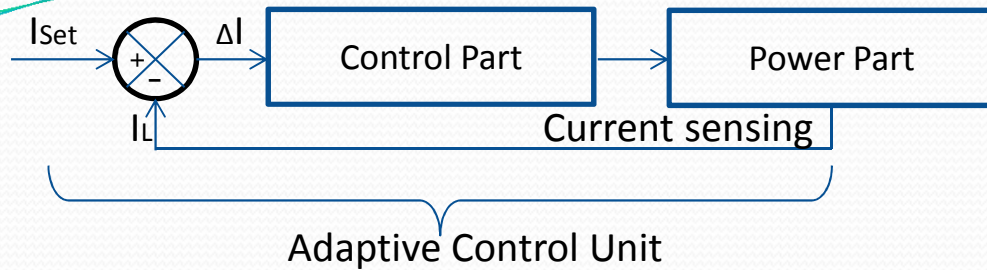 ISet
ΔI
Control Part
Power Part
+
-
IL
Current sensing
Adaptive Control Unit